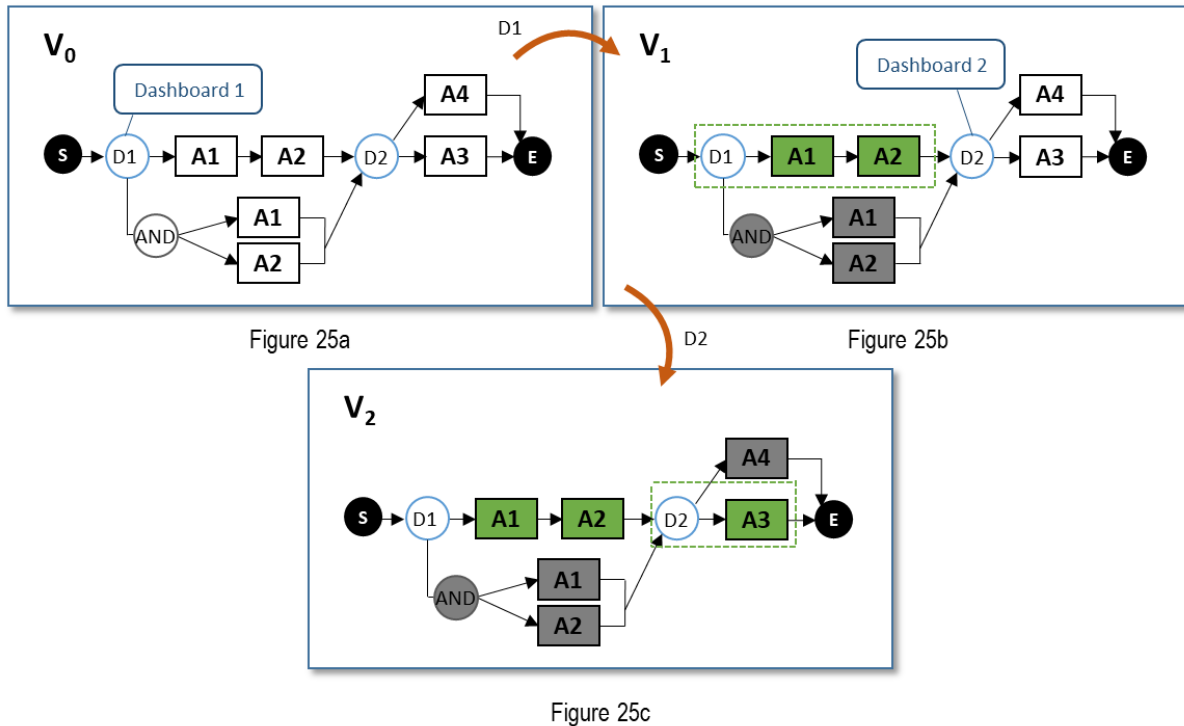 V0
Dashboard 1
S
D1
A1
A2
D2
A4
A3
E
AND
A1
A2
Figure 25a
D1
V1
Dashboard 2
S
D1
A1
A2
D2
A4
A3
E
AND
A1
A2
Figure 25b
D2
V2
S
D1
A1
A2
D2
A4
A3
E
AND
A1
A2
Figure 25c